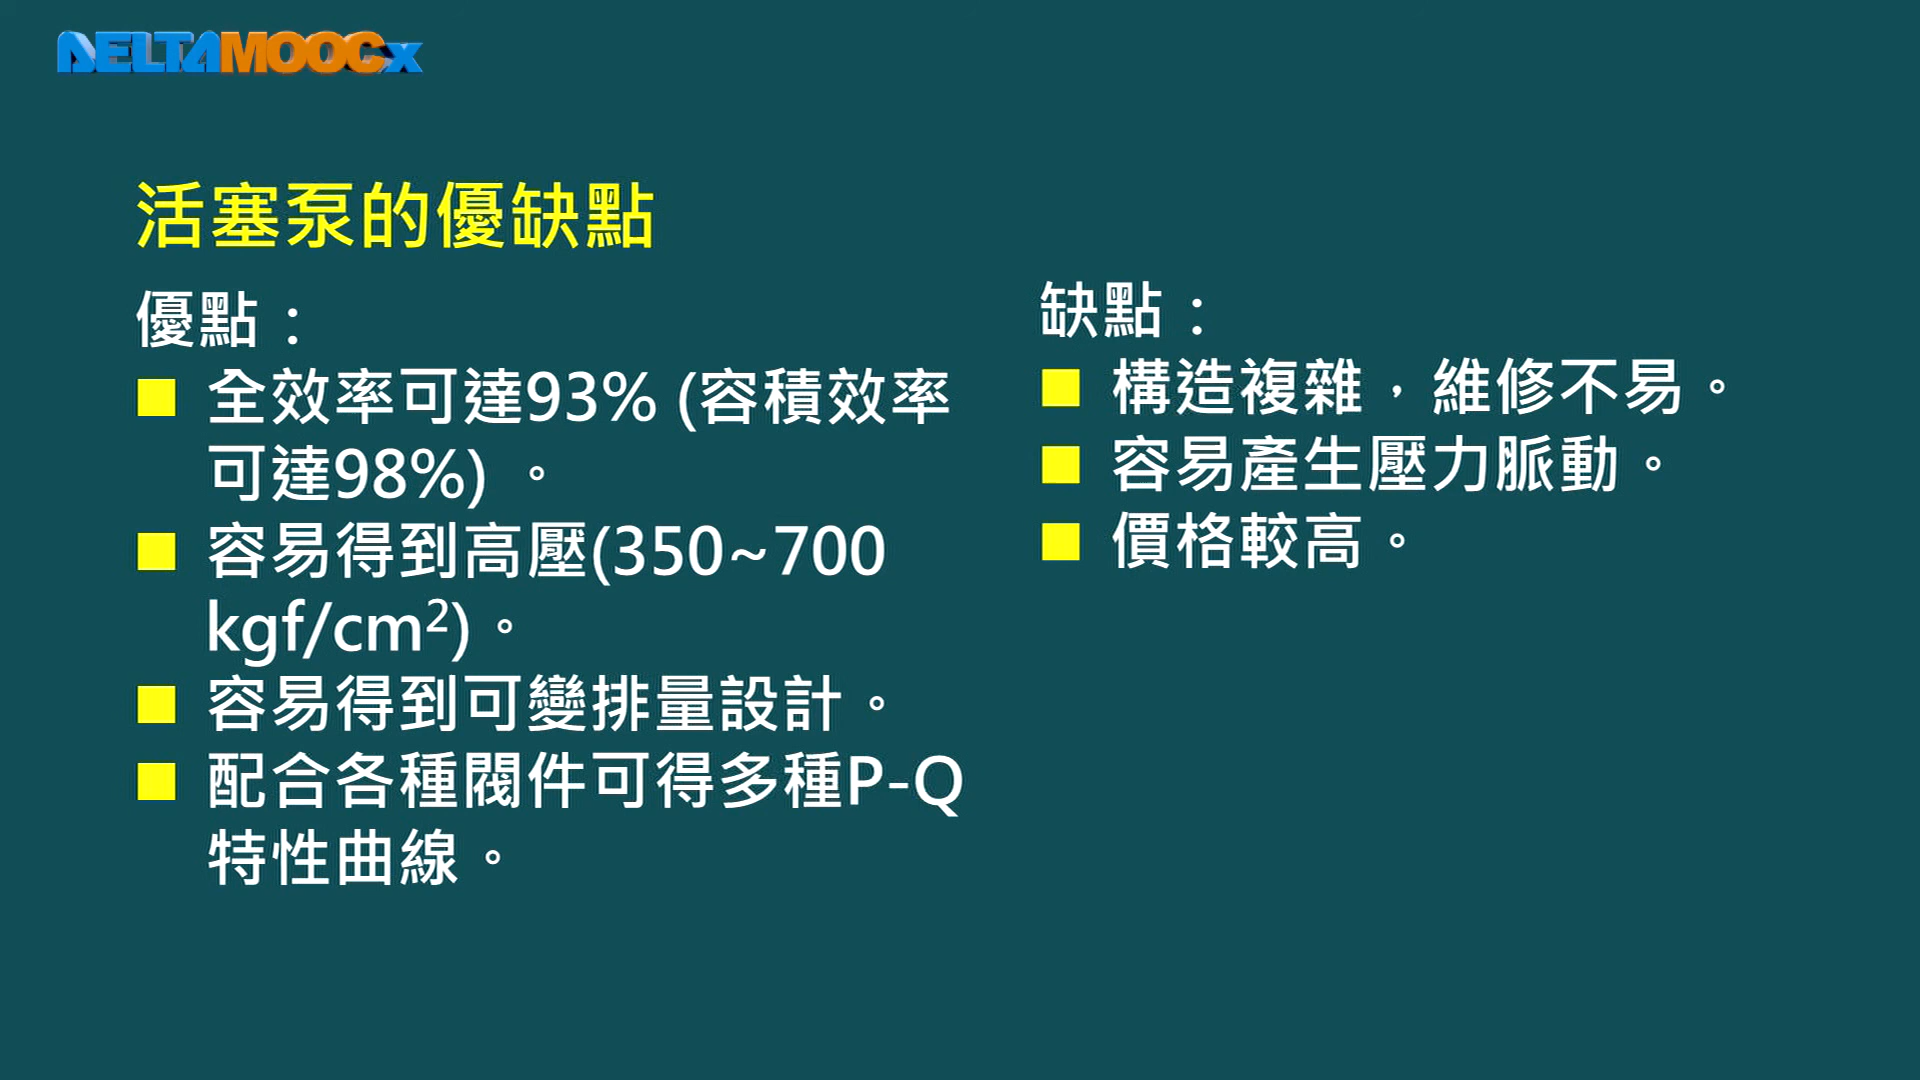 DELTAMOOCx
活塞泵的優缺點
優點：
全效率可達93% (容積效率
可達98%) 。
容易得到高壓(350~700
kgf/cm²)。
容易得到可變排量設計。
配合各種閥件可得多種P-Q
特性曲線。
缺點：
構造複雜，維修不易。
容易產生壓力脈動。
價格較高。